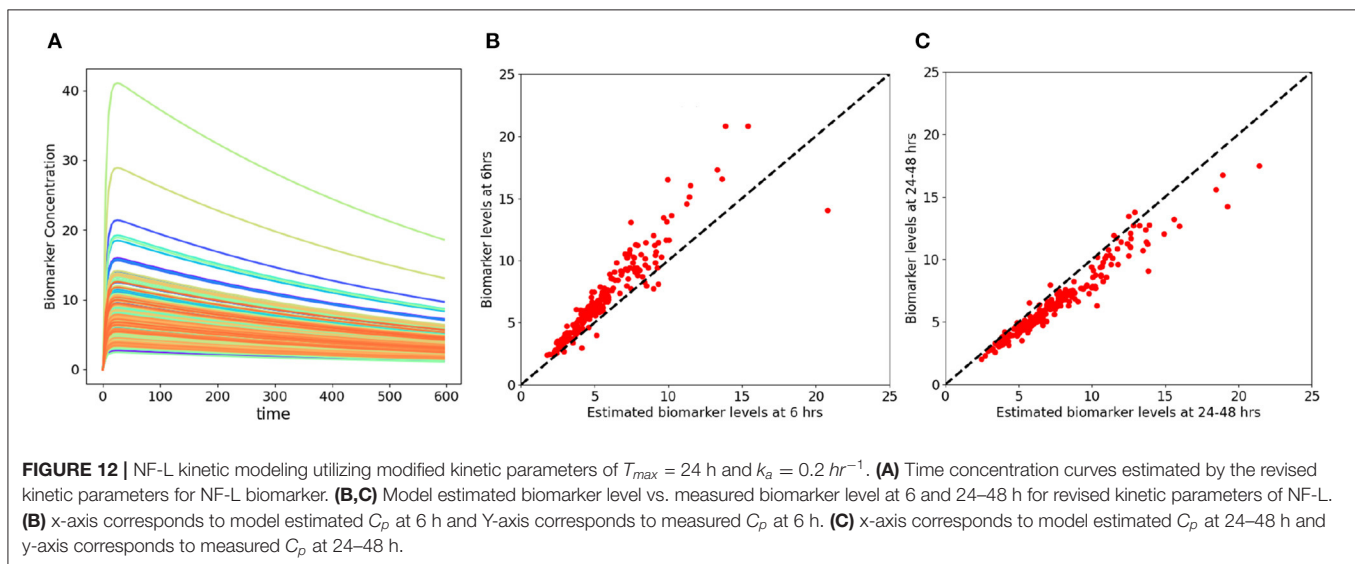 A
B
C
40
30
20
10
0
Biomarker Concentration
0 100 200 300 400 500 600
time
25
20
15
10
5
0
Biomarker levels at 6hrs
0 5 10 15 20 25
Estimated biomarker levels at 6 hrs
25
20
15
10
5
0
Biomarker levels at 24-48 hrs
0 5 10 15 20 25
Estimated biomarker levels at 24-48 hrs
FIGURE 12 | NF-L kinetic modeling utilizing modified kinetic parameters of Tmax = 24 h and ka = 0.2 hr⁻¹. (A) Time concentration curves estimated by the revised
kinetic parameters for NF-L biomarker. (B,C) Model estimated biomarker level vs. measured biomarker level at 6 and 24–48 h for revised kinetic parameters of NF-L.
(B) x-axis corresponds to model estimated Cp at 6 h and Y-axis corresponds to measured Cp at 6 h. (C) x-axis corresponds to model estimated Cp at 24–48 h and
y-axis corresponds to measured Cp at 24–48 h.